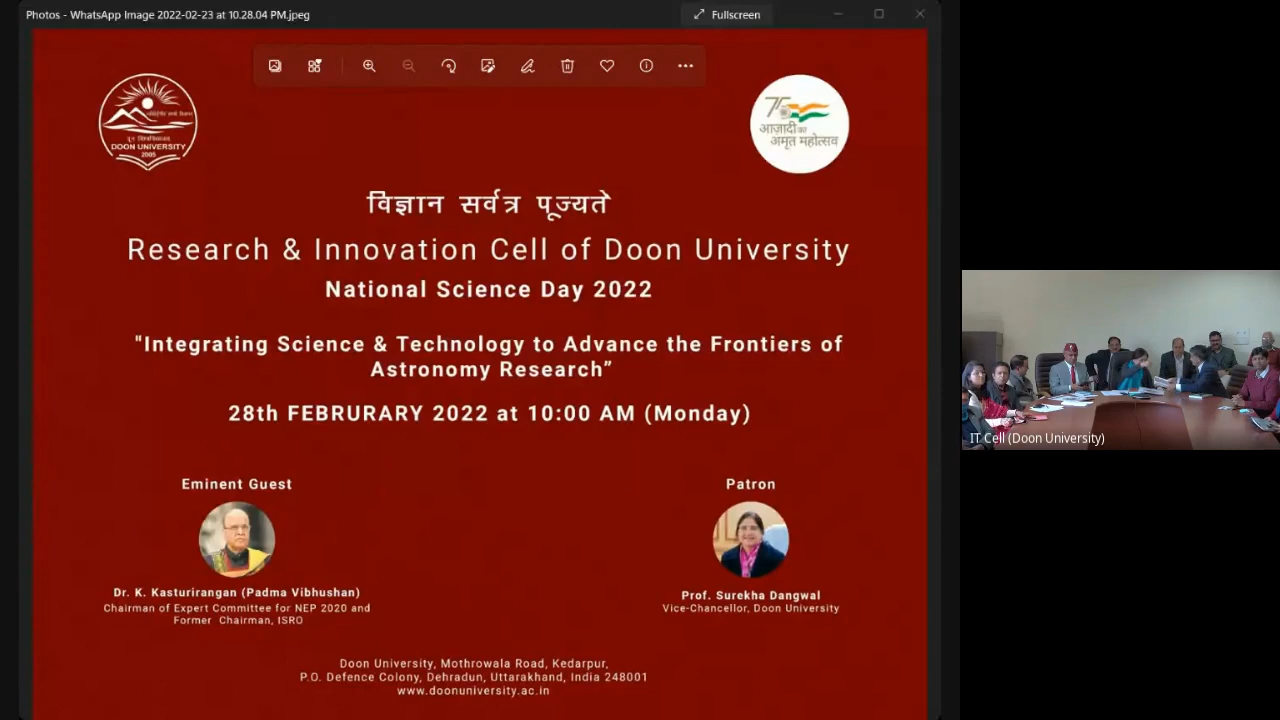 Photos - WhatsApp Image 2022-02-23 at 10.28.04 PM.jpeg
Fullscreen
DOON UNIVERSITY
2005
75
आज़ादी का
अमृत महोत्सव
विज्ञान सर्वत्र पूज्यते
Research & Innovation Cell of Doon University
National Science Day 2022
"Integrating Science & Technology to Advance the Frontiers of
Astronomy Research”
28th FEBRURARY 2022 at 10:00 AM (Monday)
Eminent Guest
Patron
Dr. K. Kasturirangan (Padma Vibhushan)
Chairman of Expert Committee for NEP 2020 and
Former Chairman, ISRO
Prof. Surekha Dangwal
Vice-Chancellor, Doon University
Doon University, Mothrowala Road, Kedarpur,
P.O. Defence Colony, Dehradun, Uttarakhand, India 248001
www.doonuniversity.ac.in
IT Cell (Doon University)